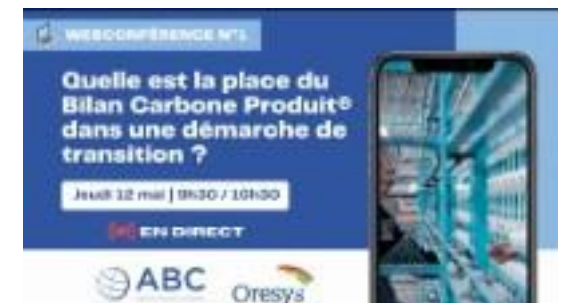 WEBCONFÉRENCE N°1
Quelle est la place du
Bilan Carbone Produit®
dans une démarche de
transition ?
Jeudi 12 mai | 9h30 / 10h30
EN DIRECT
ABC
Oresys